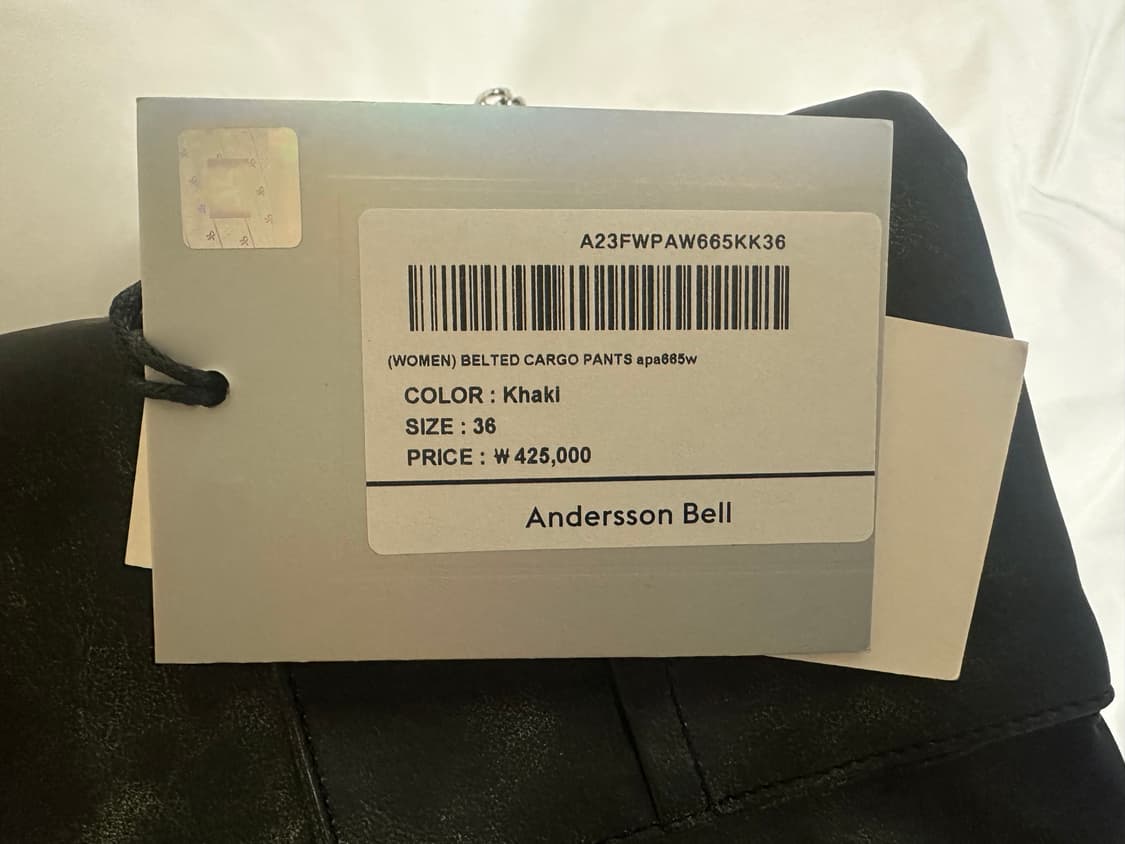 A23FWPAW665KK36
(WOMEN) BELTED CARGO PANTS apa665w
COLOR : Khaki
SIZE : 36
PRICE : ₩ 425,000
Andersson Bell